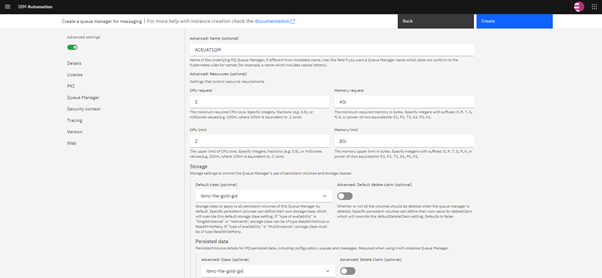 IBM Automation
Create a queue manager for messaging | For more help with instance creation check the documentation
Back
Create
Advanced settings
Details
License
PKI
Queue Manager
Security context
Tracing
Version
Web
Advanced: Name (optional)
ACEUAT1QM
Name of the underlying MQ Queue Manager, if different from metadata.name. Use this field if you want a Queue Manager name which does not conform to the
Kubernetes rules for names (for example, a name which includes capital letters).
Advanced: Resources (optional)
Settings that control resource requirements
CPU request
1
The minimum required CPU core. Specify integers, fractions (e.g. 0.5), or
millicores values(e.g. 100m, where 100m is equivalent to .1 core).
Memory request
4Gi
The minimum required memory in bytes. Specify integers with suffixes: E, P, T, G,
M, K, or power-of-two equivalents: Ei, Pi, Ti, Gi, Mi, Ki.
CPU limit
2
The upper limit of CPU core. Specify integers, fractions (e.g. 0.5), or millicores
values(e.g. 100m, where 100m is equivalent to .1 core).
Memory limit
8Gi
The memory upper limit in bytes. Specify integers with suffixes: E, P, T, G, M, K, or
power-of-two equivalents: Ei, Pi, Ti, Gi, Mi, Ki.
Storage
Storage settings to control the Queue Manager's use of persistent volumes and storage classes
Default class (optional)
ibmc-file-gold-gid
Storage class to apply to all persistent volumes of this Queue Manager by
default. Specific persistent volumes can define their own storage class which
will override this default storage class setting. If "type of availability" is
'SingleInstance' or 'NativeHA', storage class can be of type ReadWriteOnce or
ReadWriteMany. If "type of availability" is 'MultiInstance', storage class must
be of type ReadWriteMany.
Advanced: Default delete claim (optional)
Whether or not all the volumes should be deleted when the queue manager is
deleted. Specific persistent volumes can define their own value for deleteClaim
which will override this defaultDeleteClaim setting. Defaults to false.
Persisted data
PersistentVolume details for MQ persisted data, including configuration, queues and messages. Required when using multi-instance Queue Manager.
Advanced: Class (optional)
ibmc-file-gold-gid
Advanced: Delete Claim (optional)